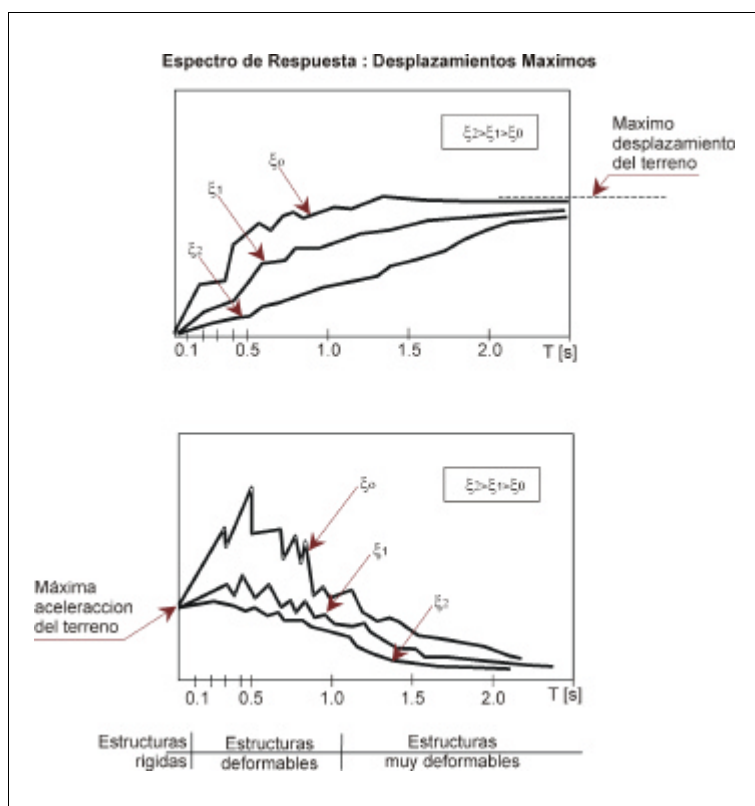 Espectro de Respuesta : Desplazamientos Maximos
ξ2>ξ1>ξ0
Maximo
desplazamiento
del terreno
ξo
ξ1
ξ2
0.1
0.5
1.0
1.5
2.0
T [s]
ξ2>ξ1>ξ0
ξo
ξ1
ξ2
Máxima
aceleraccion
del terreno
0.1
0.5
1.0
1.5
2.0
T [s]
Estructuras
rigidas
Estructuras
deformables
Estructuras
muy deformables